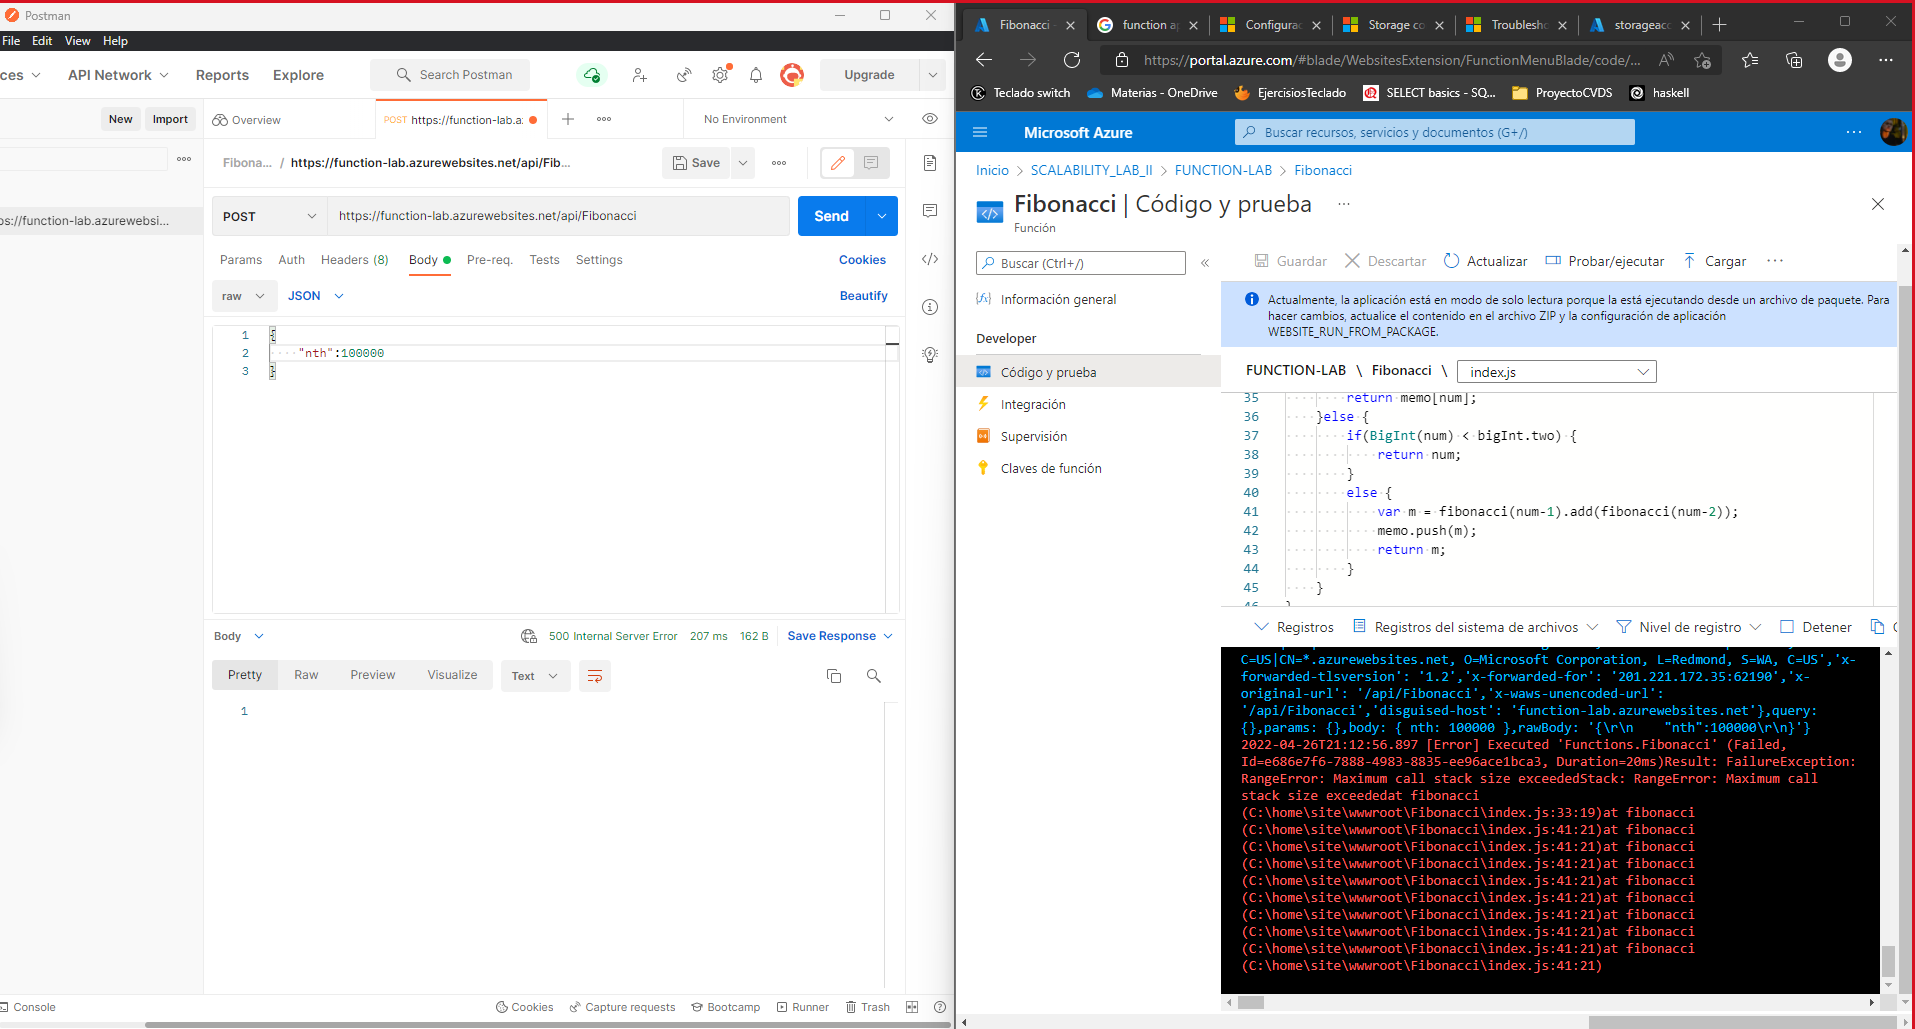 Postman
File Edit View Help
ces API Network Reports Explore Search Postman Upgrade
New Import Overview POST https://function-lab.a: No Environment
Fibona... / https://function-lab.azurewebsites.net/api/Fib... Save
os://function-lab.azurewebsi...
POST https://function-lab.azurewebsites.net/api/Fibonacci Send
Params Auth Headers (8) Body Pre-req. Tests Settings Cookies
raw JSON Beautify
1 {
2 "nth":100000
3 }
Body 500 Internal Server Error 207 ms 162 B Save Response
Pretty Raw Preview Visualize Text
1
Console Cookies Capture requests Bootcamp Runner Trash
Fibonacci function ap Configurac Storage co Troublesh storageacc
https://portal.azure.com/#blade/WebsitesExtension/FunctionMenuBlade/code/...
Teclado switch Materias - OneDrive EjercisiosTeclado SELECT basics - SQ... ProyectoCVDS haskell
Microsoft Azure Buscar recursos, servicios y documentos (G+/)
Inicio > SCALABILITY_LAB_II > FUNCTION-LAB > Fibonacci
Fibonacci | Código y prueba ...
Función
Buscar (Ctrl+/) «
Información general
Developer
Código y prueba
Integración
Supervisión
Claves de función
Guardar Descartar Actualizar Probar/ejecutar Cargar ...
Actualmente, la aplicación está en modo de solo lectura porque la está ejecutando desde un archivo de paquete. Para
hacer cambios, actualice el contenido en el archivo ZIP y la configuración de aplicación
WEBSITE_RUN_FROM_PACKAGE.
FUNCTION-LAB \ Fibonacci \ index.js
35 return memo[num];
36 }else {
37 if(BigInt(num) < bigInt.two) {
38 return num;
39 }
40 else {
41 var m = fibonacci(num-1).add(fibonacci(num-2));
42 memo.push(m);
43 return m;
44 }
45 }
46 }
Registros Registros del sistema de archivos Nivel de registro Detener C
C=US|CN=*.azurewebsites.net, O=Microsoft Corporation, L=Redmond, S=WA, C=US','x-
forwarded-tlsversion': '1.2','x-forwarded-for': '201.221.172.35:62190','x-
original-url': '/api/Fibonacci','x-waws-unencoded-url':
'/api/Fibonacci','disguised-host': 'function-lab.azurewebsites.net'},query:
{},params: {},body: { nth: 100000 },rawBody: '{\r\n "nth":100000\r\n}'}
2022-04-26T21:12:56.897 [Error] Executed 'Functions.Fibonacci' (Failed,
Id=e686e7f6-7888-4983-8835-ee96ace1bca3, Duration=20ms)Result: FailureException:
RangeError: Maximum call stack size exceededStack: RangeError: Maximum call
stack size exceededat fibonacci
(C:\home\site\wwwroot\Fibonacci\index.js:33:19)at fibonacci
(C:\home\site\wwwroot\Fibonacci\index.js:41:21)at fibonacci
(C:\home\site\wwwroot\Fibonacci\index.js:41:21)at fibonacci
(C:\home\site\wwwroot\Fibonacci\index.js:41:21)at fibonacci
(C:\home\site\wwwroot\Fibonacci\index.js:41:21)at fibonacci
(C:\home\site\wwwroot\Fibonacci\index.js:41:21)at fibonacci
(C:\home\site\wwwroot\Fibonacci\index.js:41:21)at fibonacci
(C:\home\site\wwwroot\Fibonacci\index.js:41:21)at fibonacci
(C:\home\site\wwwroot\Fibonacci\index.js:41:21)at fibonacci
(C:\home\site\wwwroot\Fibonacci\index.js:41:21)